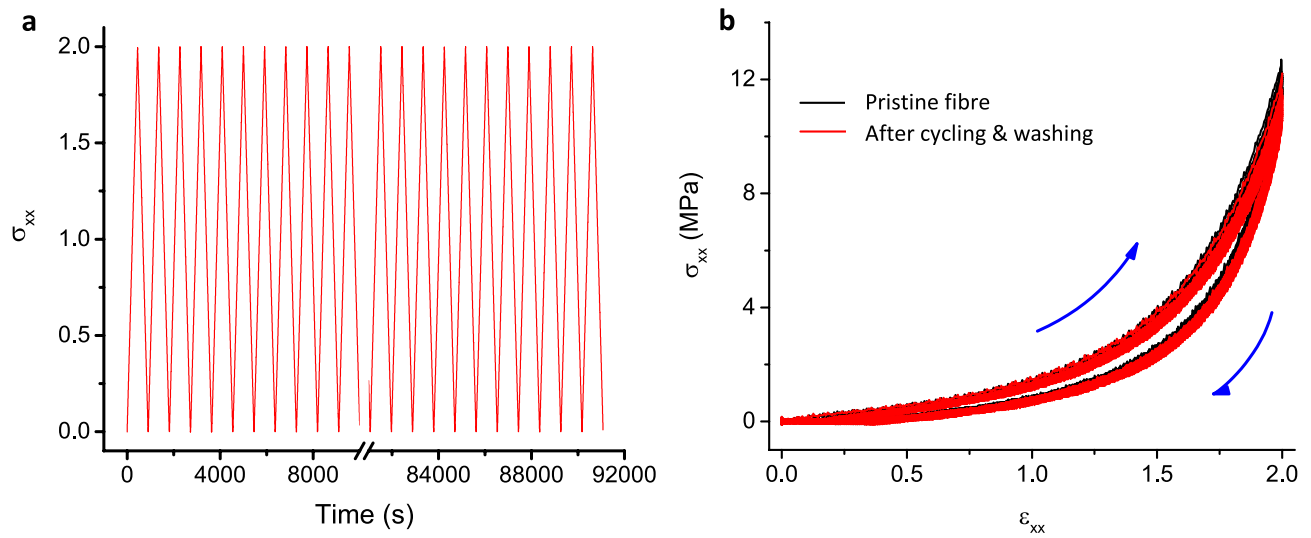 a
2.0
1.5
1.0
0.5
0.0
σxx
0 4000 8000 84000 88000 92000
Time (s)
b
12
8
4
0
σxx (MPa)
Pristine fibre
After cycling & washing
0.0 0.5 1.0 1.5 2.0
εxx